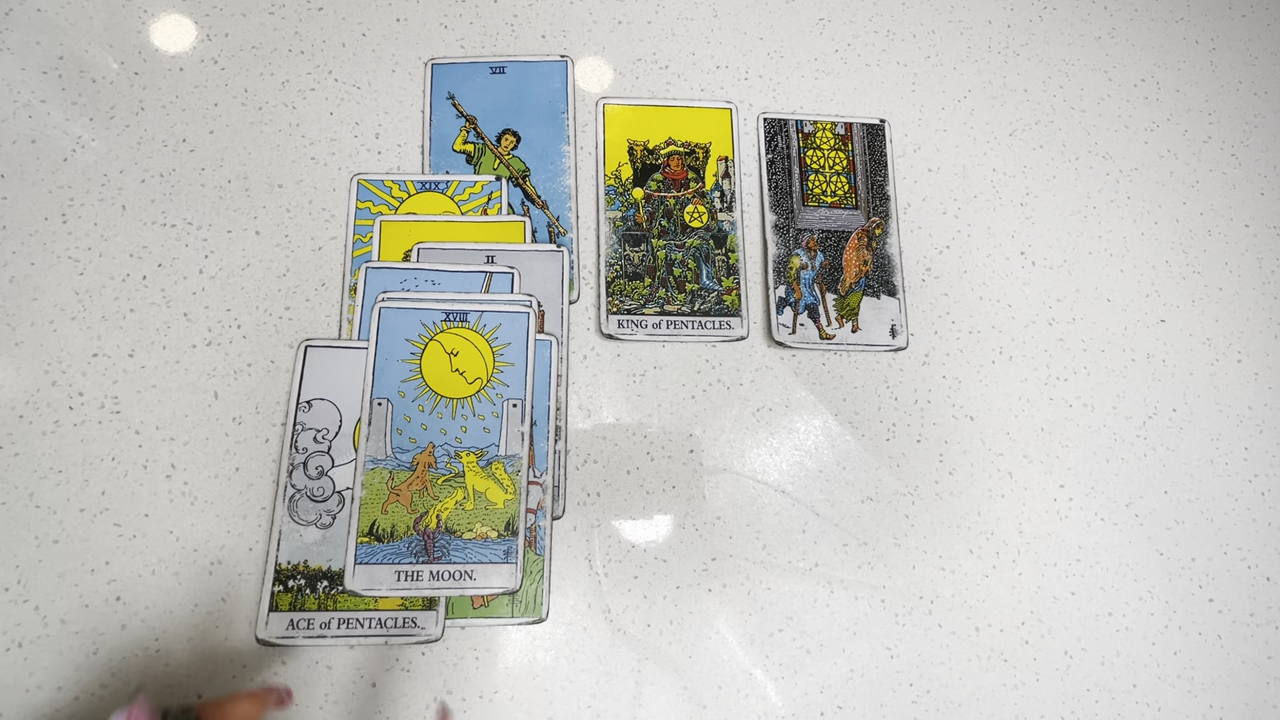 VII
XIX
II
XVIII
KING of PENTACLES.
THE MOON.
ACE of PENTACLES.